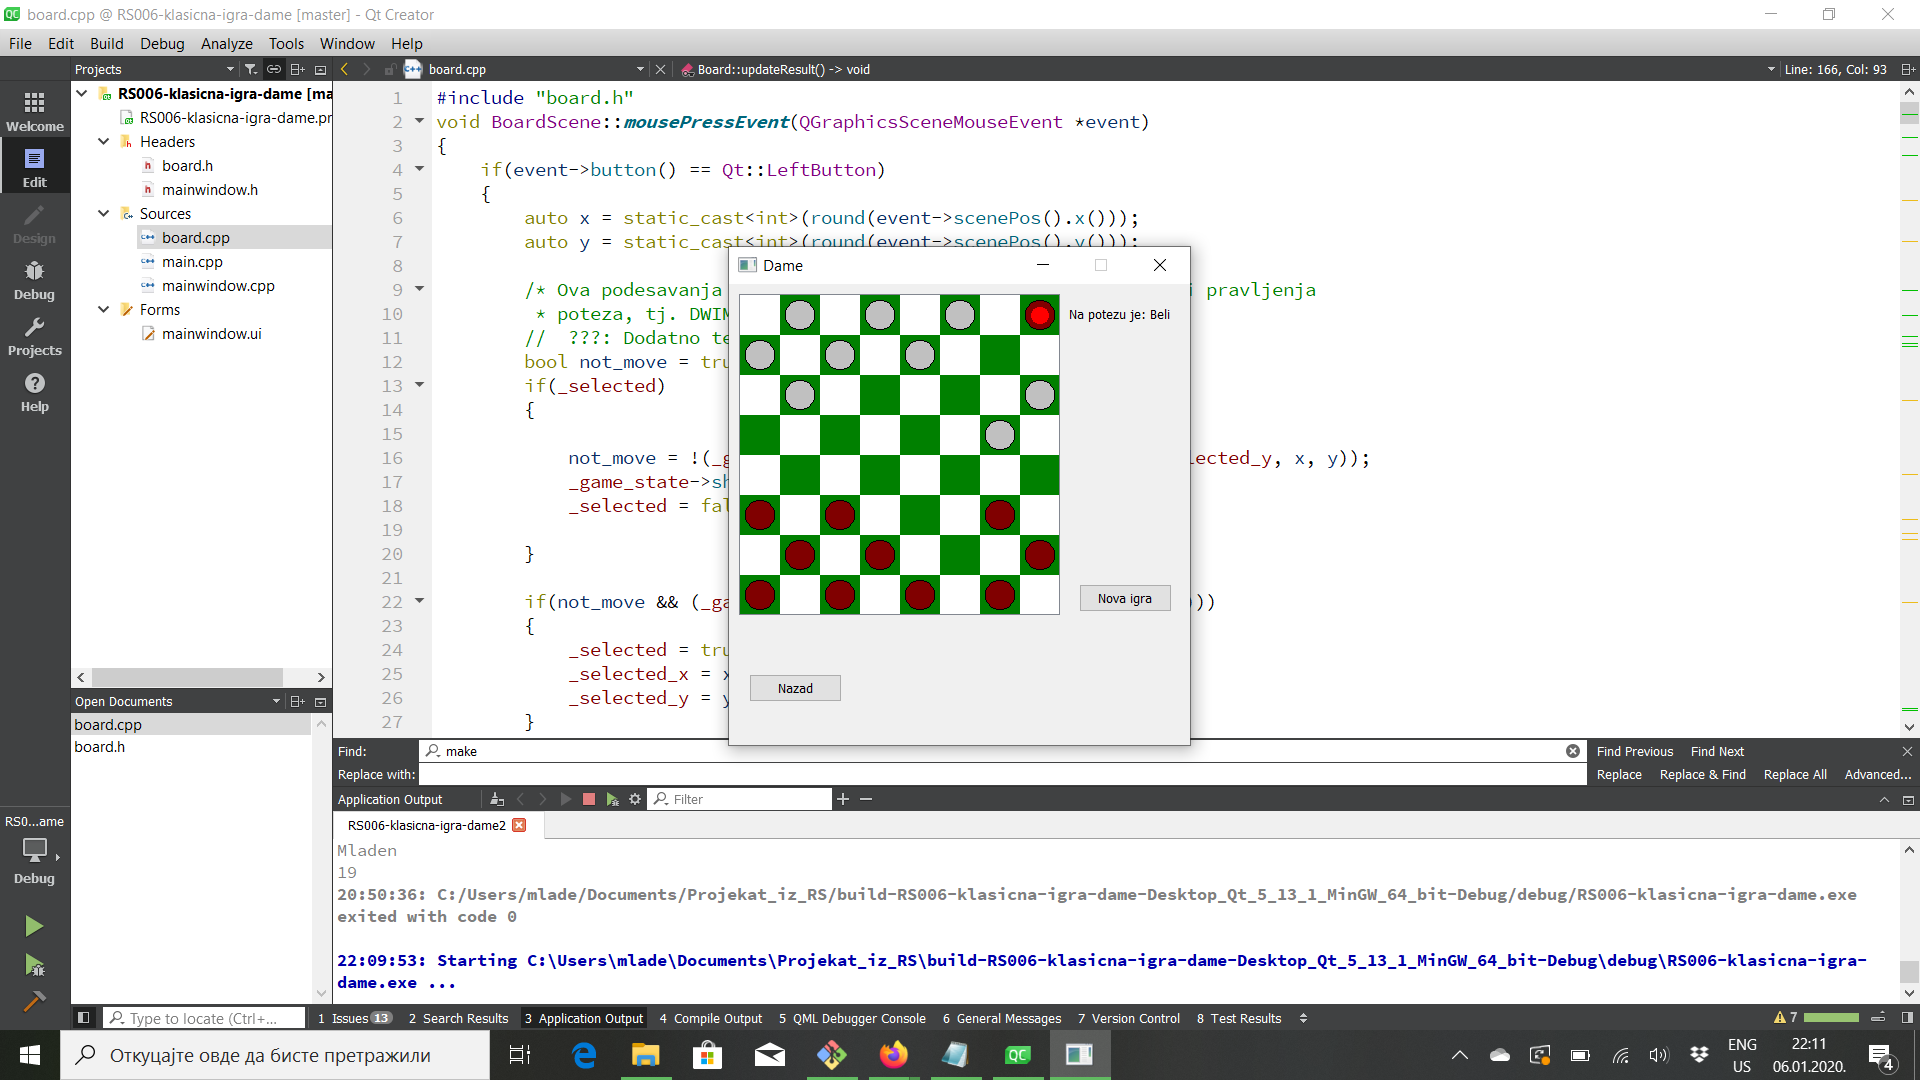 board.cpp @ RS006-klasicna-igra-dame [master] - Qt Creator
File Edit Build Debug Analyze Tools Window Help
Projects
board.cpp
Board::updateResult() -> void
Line: 166, Col: 93
Welcome
Edit
Design
Debug
Projects
Help
RS006-klasicna-igra-dame [ma
RS006-klasicna-igra-dame.pr
Headers
board.h
mainwindow.h
Sources
board.cpp
main.cpp
mainwindow.cpp
Forms
mainwindow.ui
Open Documents
board.cpp
board.h
1 #include "board.h"
2 void BoardScene::mousePressEvent(QGraphicsSceneMouseEvent *event)
3 {
4 if(event->button() == Qt::LeftButton)
5 {
6 auto x = static_cast<int>(round(event->scenePos().x()));
7 auto y = static_cast<int>(round(event->scenePos().y()));
8
9 /* Ova podesavanja i pravljenja
10 * poteza, tj. DWIM
11 // ???: Dodatno te
12 bool not_move = tru
13 if(_selected)
14 {
15
16 not_move = !(_g lected_y, x, y));
17 _game_state->sh
18 _selected = fal
19
20 }
21
22 if(not_move && (_ga ))
23 {
24 _selected = tru
25 _selected_x = x
26 _selected_y = y
27 }
Dame
Na potezu je: Beli
Nova igra
Nazad
Find: make
Find Previous Find Next
Replace with:
Replace Replace & Find Replace All Advanced...
Application Output
Filter
RS006-klasicna-igra-dame2
Mladen
19
20:50:36: C:/Users/mlade/Documents/Projekat_iz_RS/build-RS006-klasicna-igra-dame-Desktop_Qt_5_13_1_MinGW_64_bit-Debug/debug/RS006-klasicna-igra-dame.exe
exited with code 0
22:09:53: Starting C:\Users\mlade\Documents\Projekat_iz_RS\build-RS006-klasicna-igra-dame-Desktop_Qt_5_13_1_MinGW_64_bit-Debug\debug\RS006-klasicna-igra-
dame.exe ...
RS0...ame
Debug
Type to locate (Ctrl+...
1 Issues 13 2 Search Results 3 Application Output 4 Compile Output 5 QML Debugger Console 6 General Messages 7 Version Control 8 Test Results
7
Откуцајте овде да бисте претражили
QC
ENG
US
22:11
06.01.2020.
4